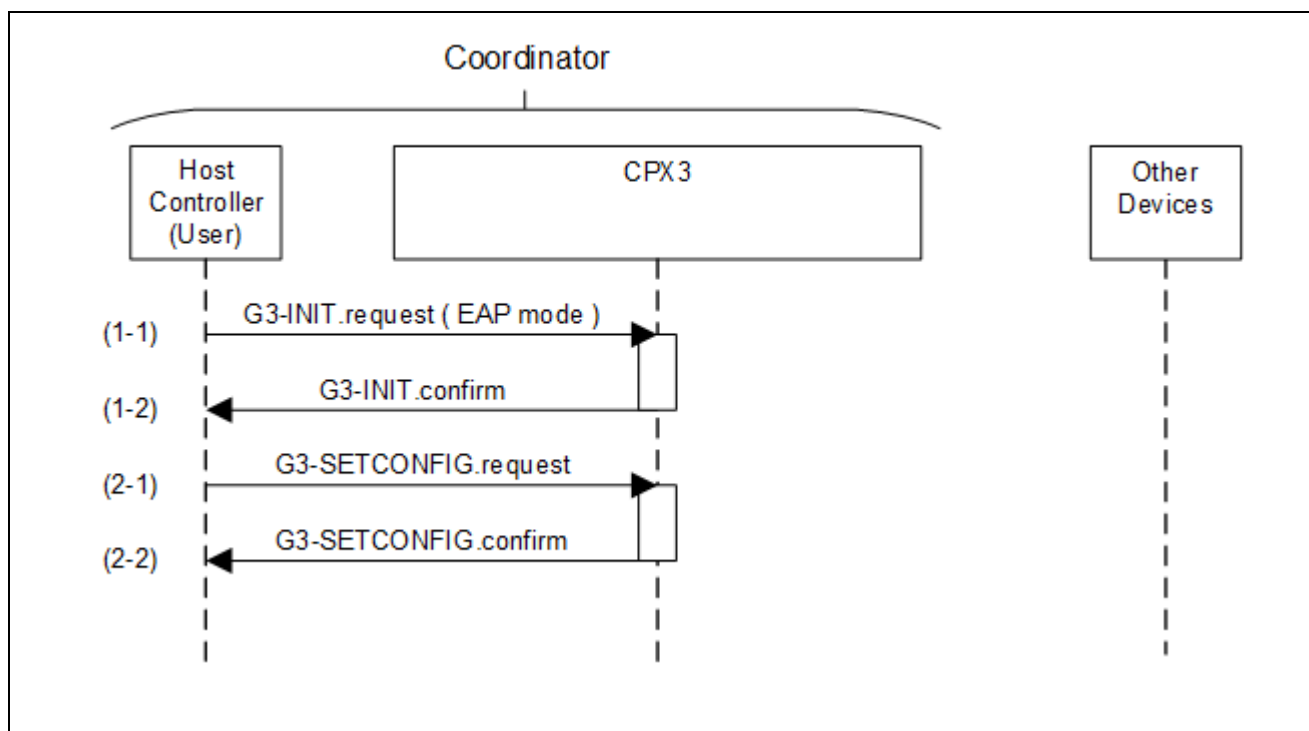 Coordinator
Host
Controller
(User)
CPX3
Other
Devices
(1-1)
G3-INIT.request ( EAP mode )
(1-2)
G3-INIT.confirm
(2-1)
G3-SETCONFIG.request
(2-2)
G3-SETCONFIG.confirm